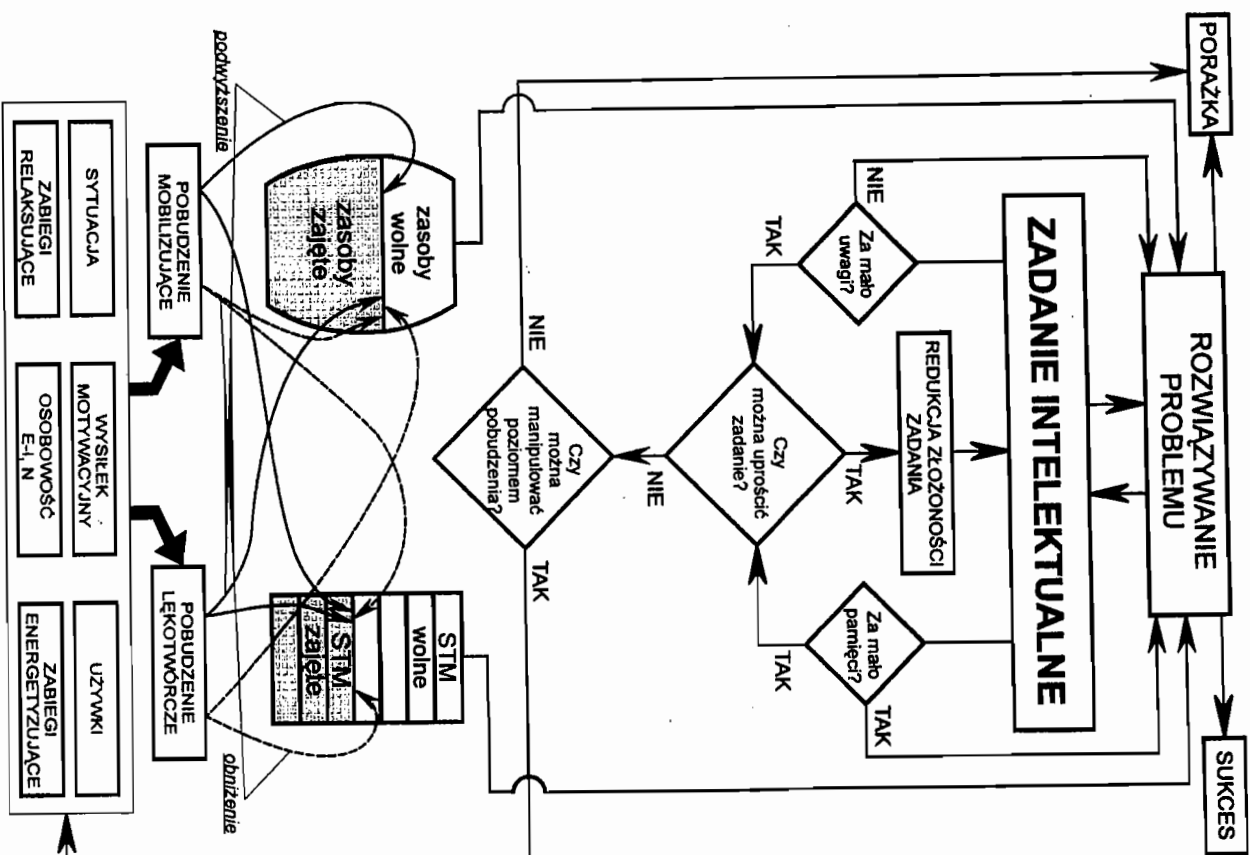 PORAŻKA
ROZWIĄZYWANIE
PROBLEMU
SUKCES
ZADANIE INTELEKTUALNE
NIE
Za mało
uwagi?
TAK
REDUKCJA ZŁOŻONOŚCI
ZADANIA
Za mało
pamięci?
TAK
TAK
TAK
Czy
można uprościć
zadanie?
NIE
NIE
Czy
można
manipulować
poziomem
pobudzenia?
TAK
zasoby
wolne
zasoby
zajęte
STM
wolne
STM
zajęte
podwyższenie
obniżenie
POBUDZENIE
MOBILIZUJĄCE
POBUDZENIE
LĘKOTWÓRCZE
SYTUACJA
WYSIŁEK
MOTYWACYJNY
UŻYWKI
ZABIEGI
RELAKSUJĄCE
OSOBOWOŚĆ
E-I, N
ZABIEGI
ENERGETYZUJĄCE